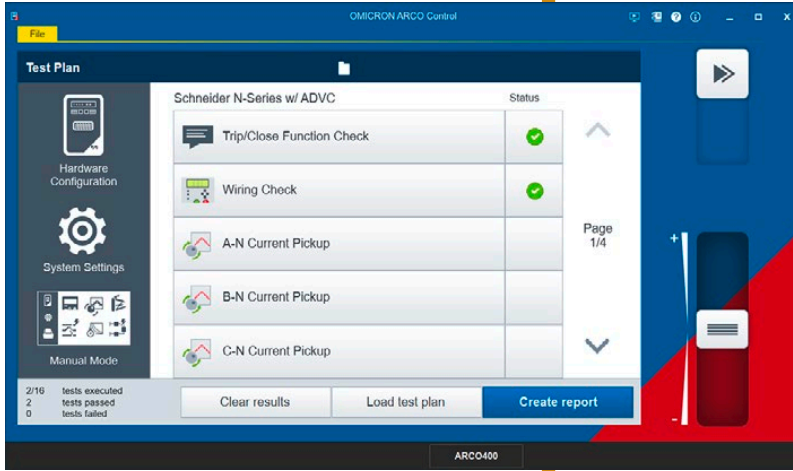 OMICRON ARCO Control
File
Test Plan
Schneider N-Series w/ ADVC
Status
Trip/Close Function Check
Wiring Check
A-N Current Pickup
B-N Current Pickup
C-N Current Pickup
Hardware
Configuration
System Settings
Manual Mode
Page
1/4
+
-
2/16 tests executed
2 tests passed
0 tests failed
Clear results
Load test plan
Create report
ARCO400